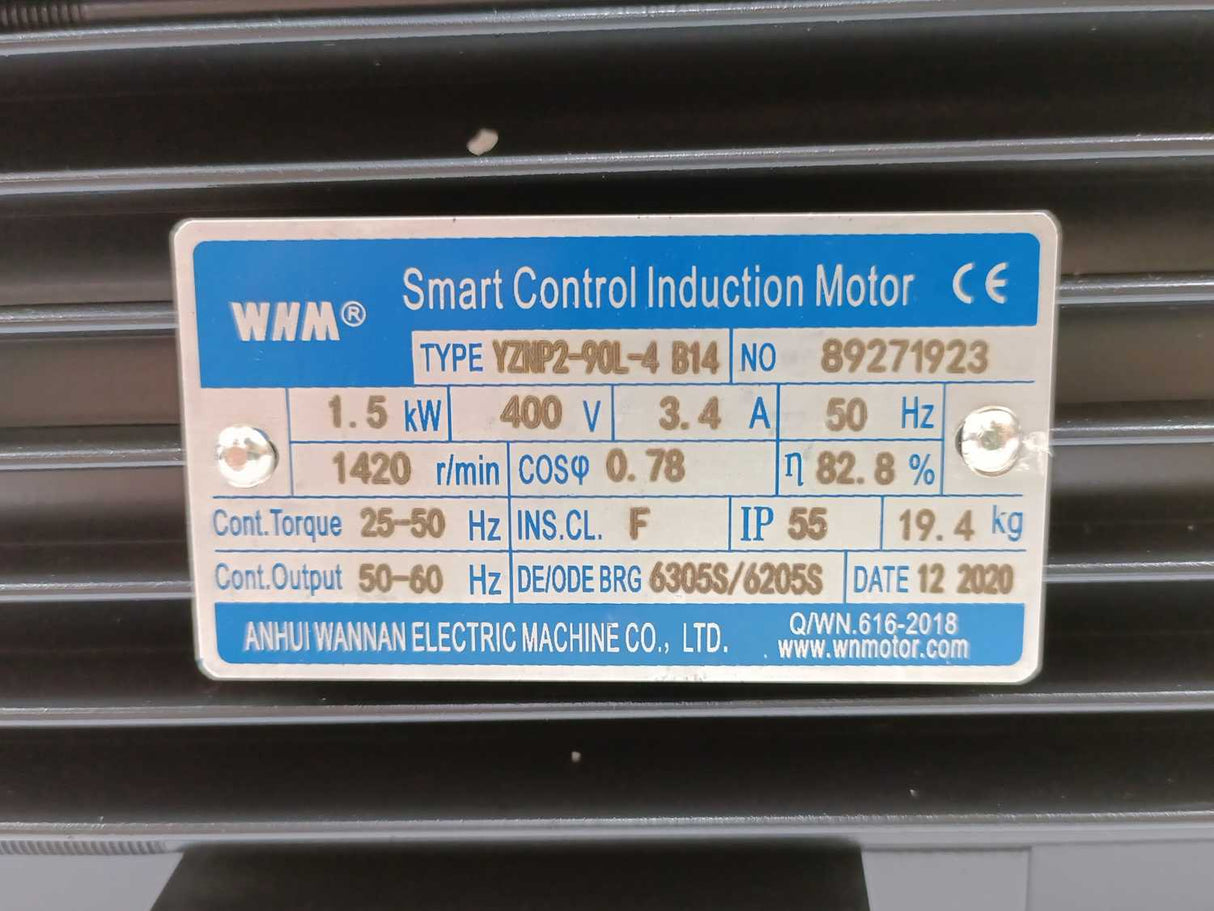 WNM® Smart Control Induction Motor CE
TYPE YZNP2-90L-4 B14 NO 89271923
1.5 kW 400 V 3.4 A 50 Hz
1420 r/min COSφ 0.78 η 82.8 %
Cont.Torque 25-50 Hz INS.CL. F IP 55 19.4 kg
Cont.Output 50-60 Hz DE/ODE BRG 6305S/6205S DATE 12 2020
ANHUI WANNAN ELECTRIC MACHINE CO., LTD. Q/WN.616-2018
www.wnmotor.com